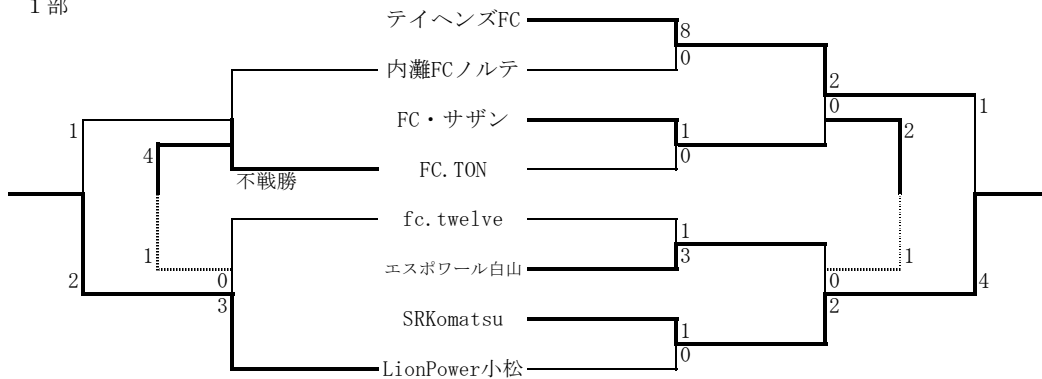 1部
テイヘンズFC
8
0
内灘FCノルテ
2
0
1
FC・サザン
1
0
1
2
4
不戦勝
FC.TON
fc.twelve
1
3
1
エスポワール白山
1
2
0
3
0
2
4
SRKomatsu
1
0
LionPower小松